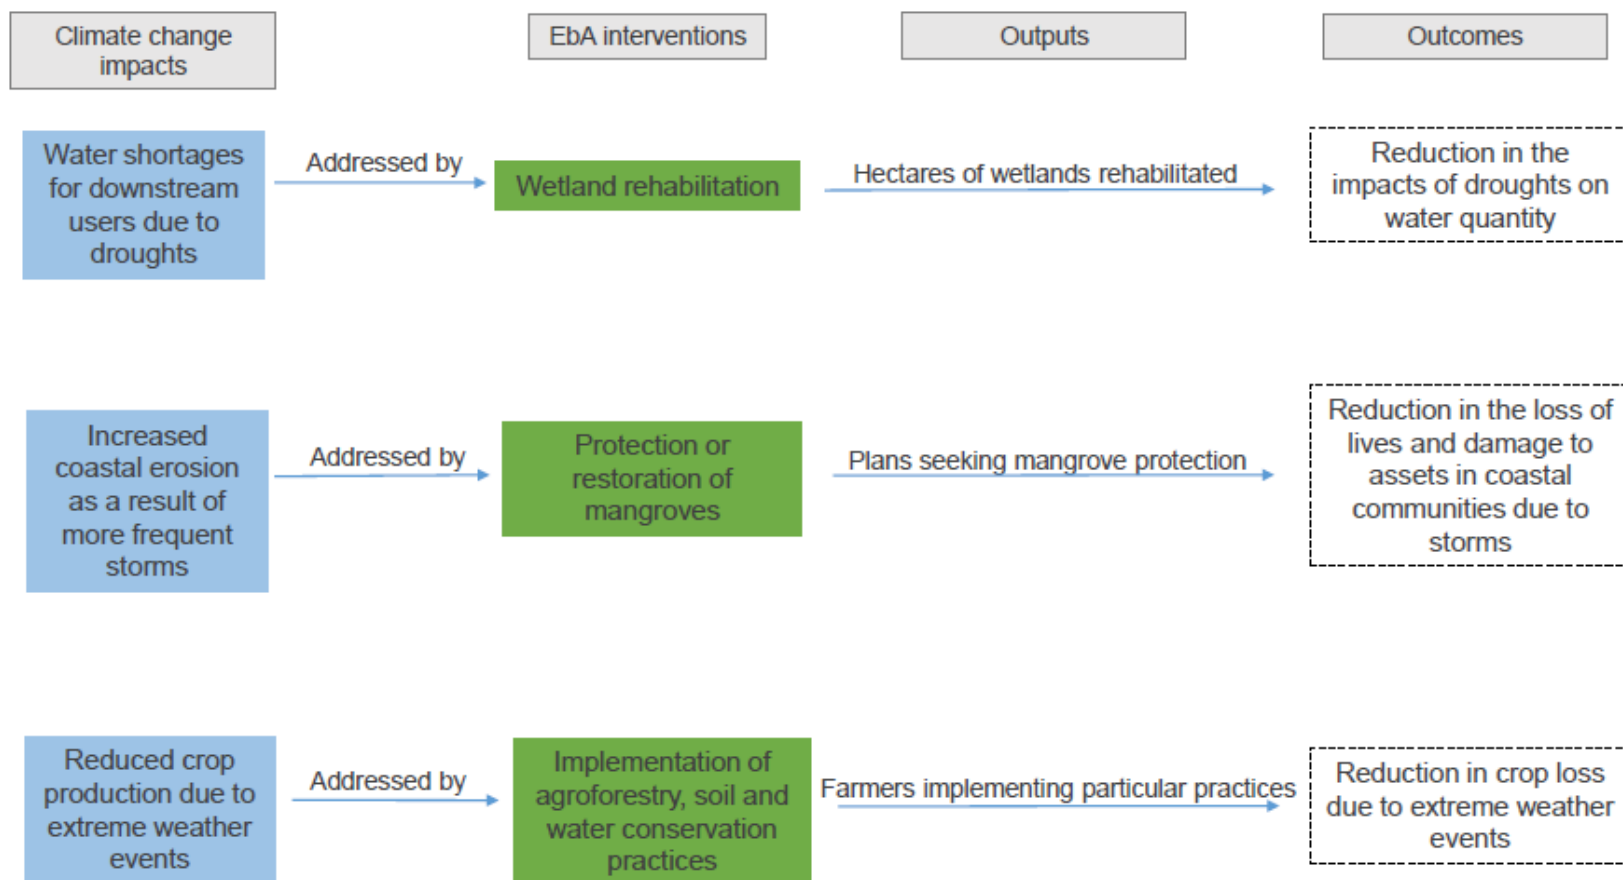 Climate change
impacts
EbA interventions
Outputs
Outcomes
Water shortages
for downstream
users due to
droughts
Addressed by
Wetland rehabilitation
Hectares of wetlands rehabilitated
Reduction in the
impacts of droughts on
water quantity
Increased
coastal erosion
as a result of
more frequent
storms
Addressed by
Protection or
restoration of
mangroves
Plans seeking mangrove protection
Reduction in the loss of
lives and damage to
assets in coastal
communities due to
storms
Reduced crop
production due to
extreme weather
events
Addressed by
Implementation of
agroforestry, soil and
water conservation
practices
Farmers implementing particular practices
Reduction in crop loss
due to extreme weather
events